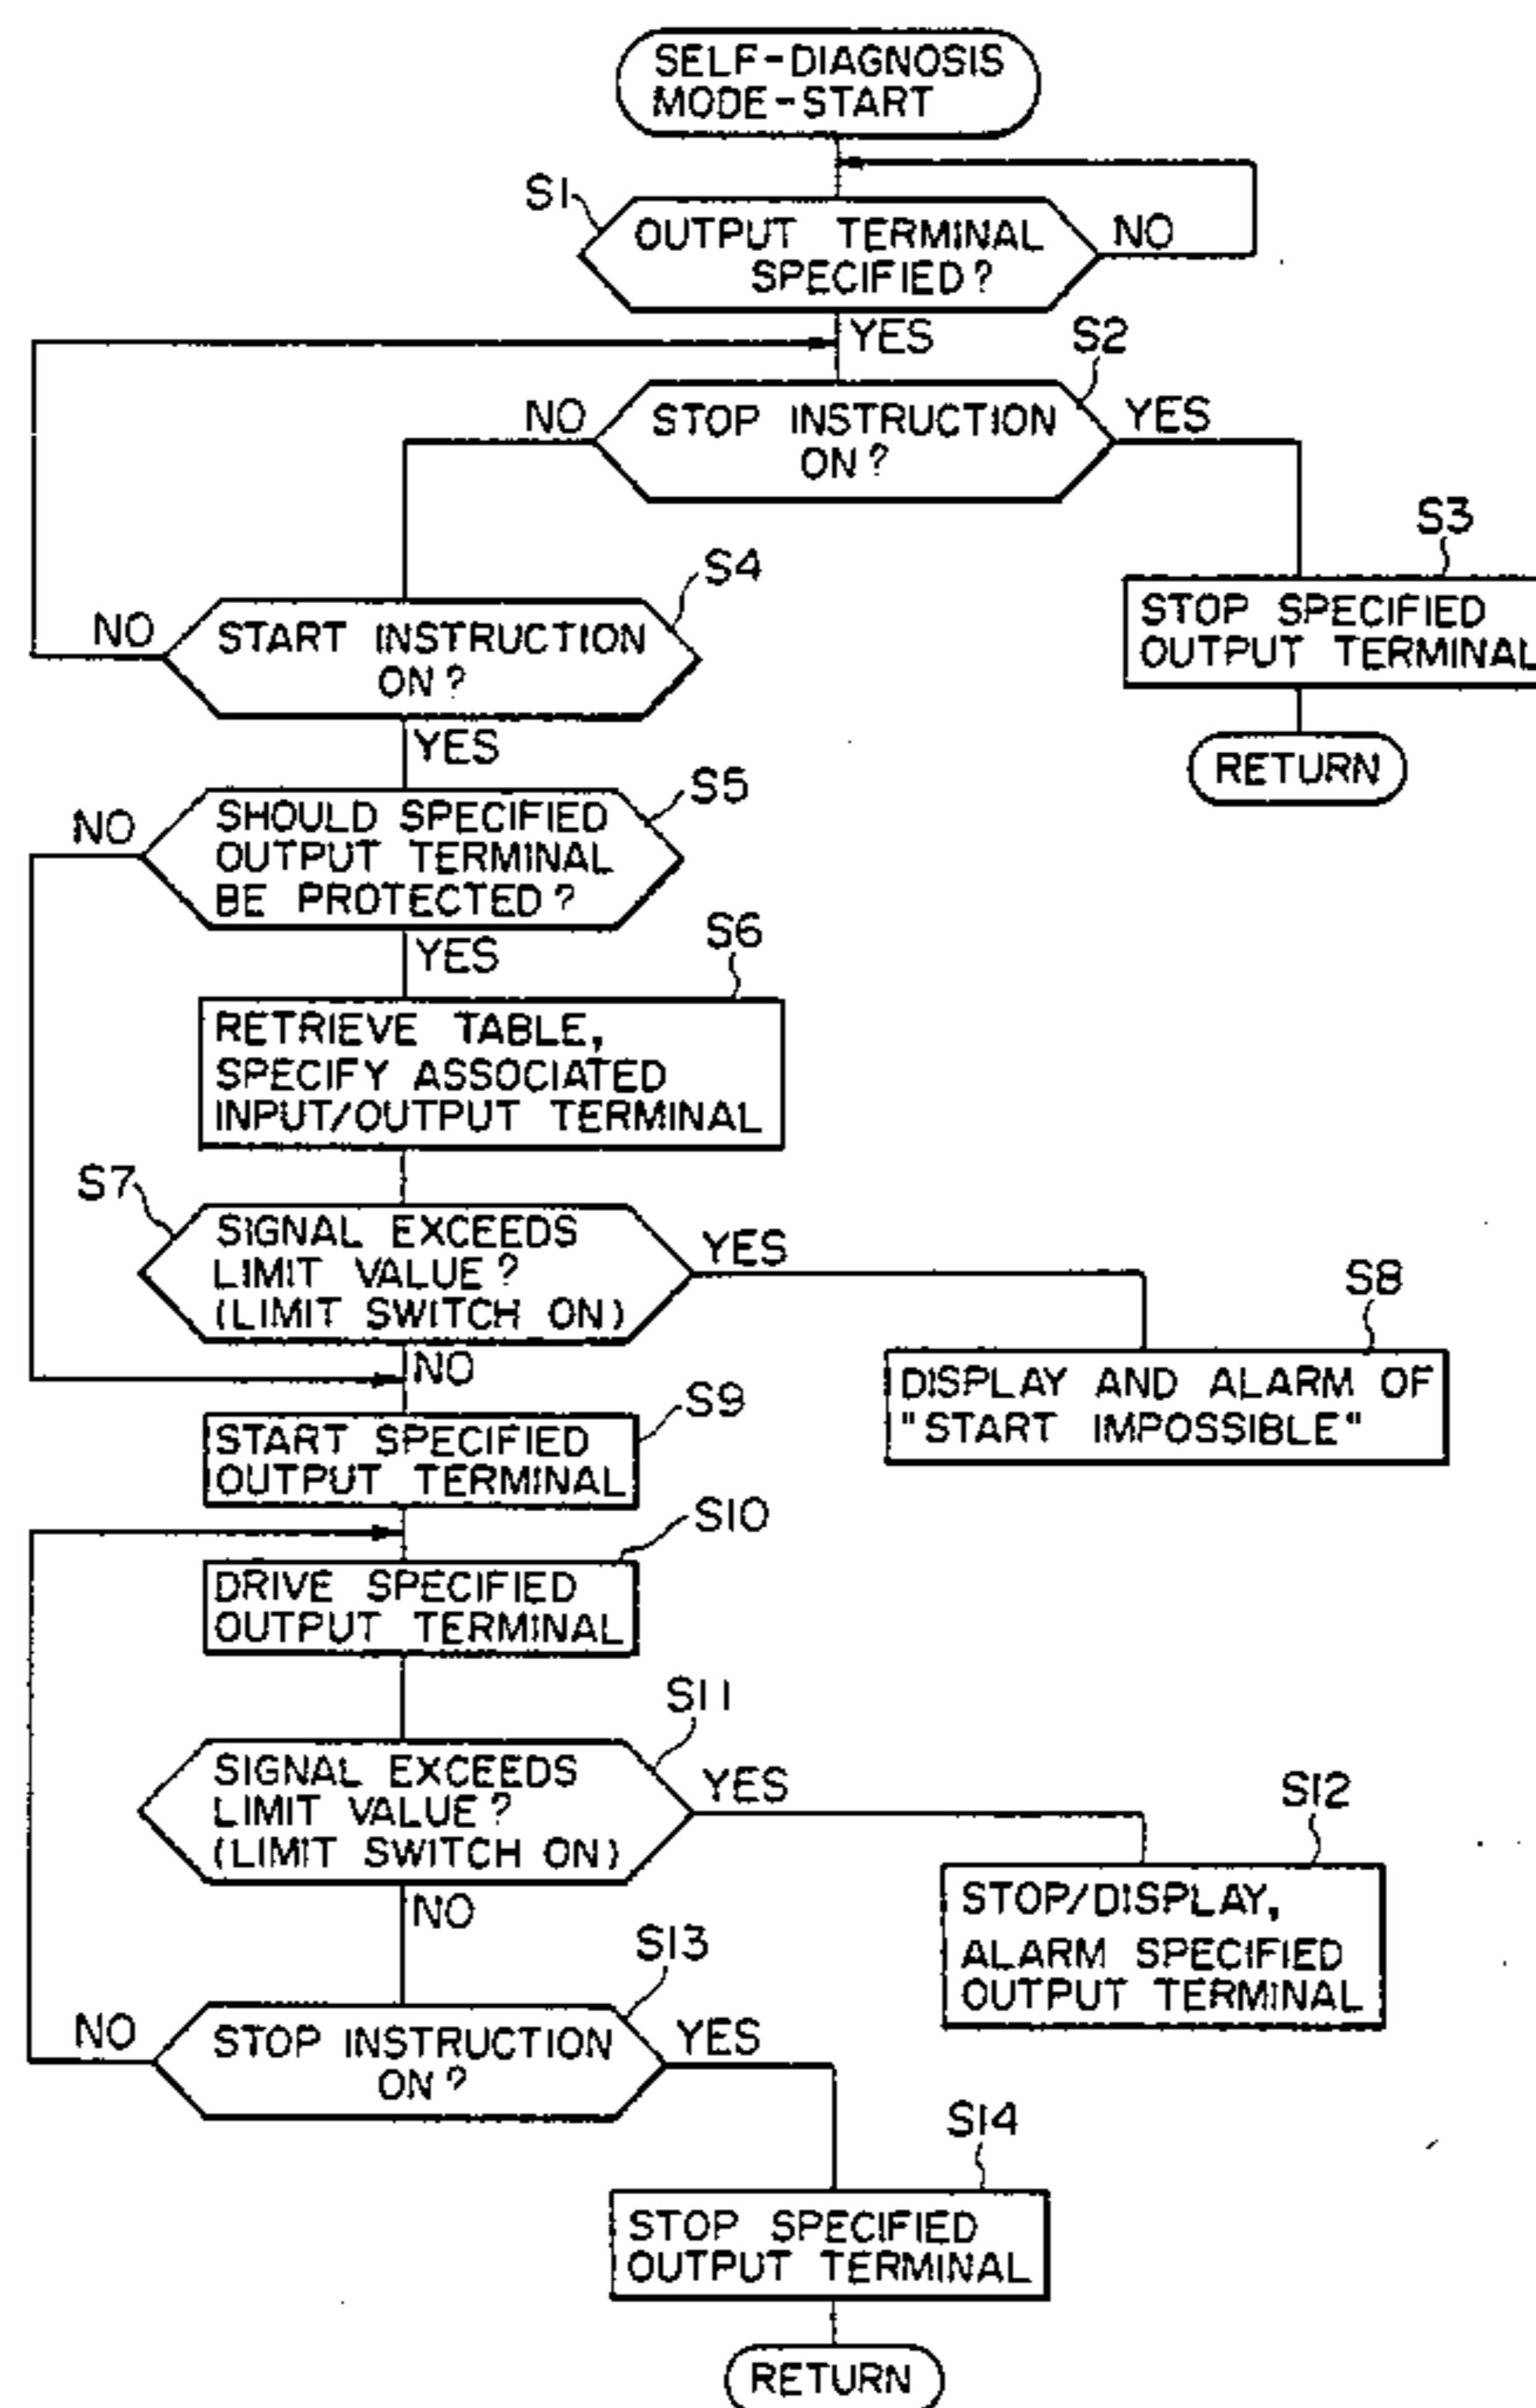 SELF-DIAGNOSIS
MODE-START
S1
OUTPUT TERMINAL
SPECIFIED?
NO
YES
S2
NO
STOP INSTRUCTION
ON?
YES
S3
STOP SPECIFIED
OUTPUT TERMINAL
RETURN
S4
NO
START INSTRUCTION
ON?
YES
S5
NO
SHOULD SPECIFIED
OUTPUT TERMINAL
BE PROTECTED?
YES
S6
RETRIEVE TABLE,
SPECIFY ASSOCIATED
INPUT/OUTPUT TERMINAL
S7
SIGNAL EXCEEDS
LIMIT VALUE?
(LIMIT SWITCH ON)
YES
S8
DISPLAY AND ALARM OF
"START IMPOSSIBLE"
NO
S9
START SPECIFIED
OUTPUT TERMINAL
S10
DRIVE SPECIFIED
OUTPUT TERMINAL
S11
SIGNAL EXCEEDS
LIMIT VALUE?
(LIMIT SWITCH ON)
YES
S12
STOP/DISPLAY,
ALARM SPECIFIED
OUTPUT TERMINAL
NO
S13
NO
STOP INSTRUCTION
ON?
YES
S14
STOP SPECIFIED
OUTPUT TERMINAL
RETURN